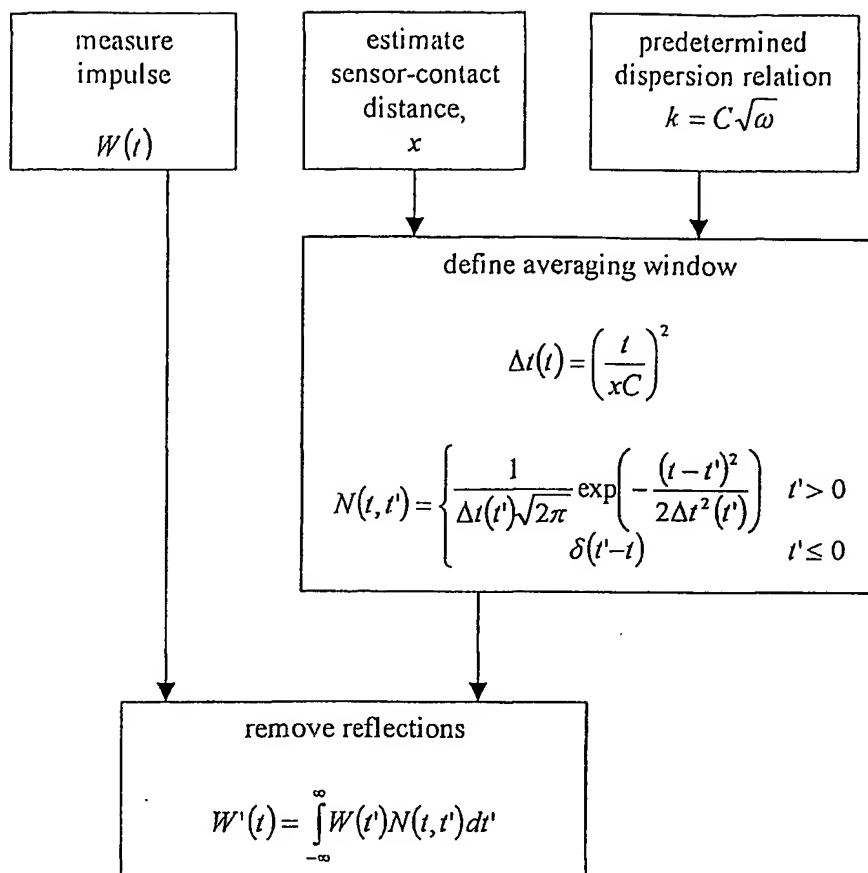 measure
impulse
W(t)
estimate
sensor-contact
distance,
x
predetermined
dispersion relation
k = C√ω
define averaging window
Δt(t) = (t / xC)²
N(t,t') = { 1 / (Δt(t')√2π) exp(−(t−t')² / 2Δt²(t')) t' > 0
δ(t'−t) t' ≤ 0
remove reflections
W'(t) = ∫_{−∞}^{∞} W(t')N(t,t')dt'